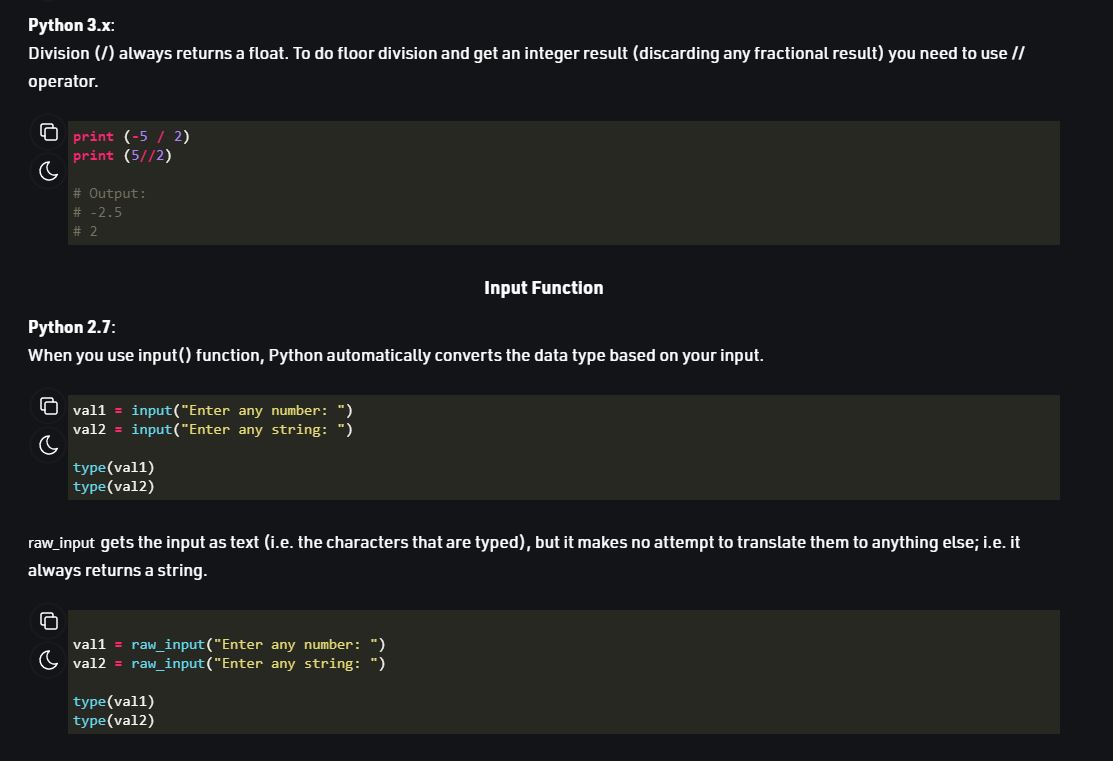 Python 3.x:
Division (/) always returns a float. To do floor division and get an integer result (discarding any fractional result) you need to use //
operator.
print (-5 / 2)
print (5//2)
# Output:
# -2.5
# 2
Input Function
Python 2.7:
When you use input() function, Python automatically converts the data type based on your input.
val1 = input("Enter any number: ")
val2 = input("Enter any string: ")
type(val1)
type(val2)
raw_input gets the input as text (i.e. the characters that are typed), but it makes no attempt to translate them to anything else; i.e. it
always returns a string.
val1 = raw_input("Enter any number: ")
val2 = raw_input("Enter any string: ")
type(val1)
type(val2)